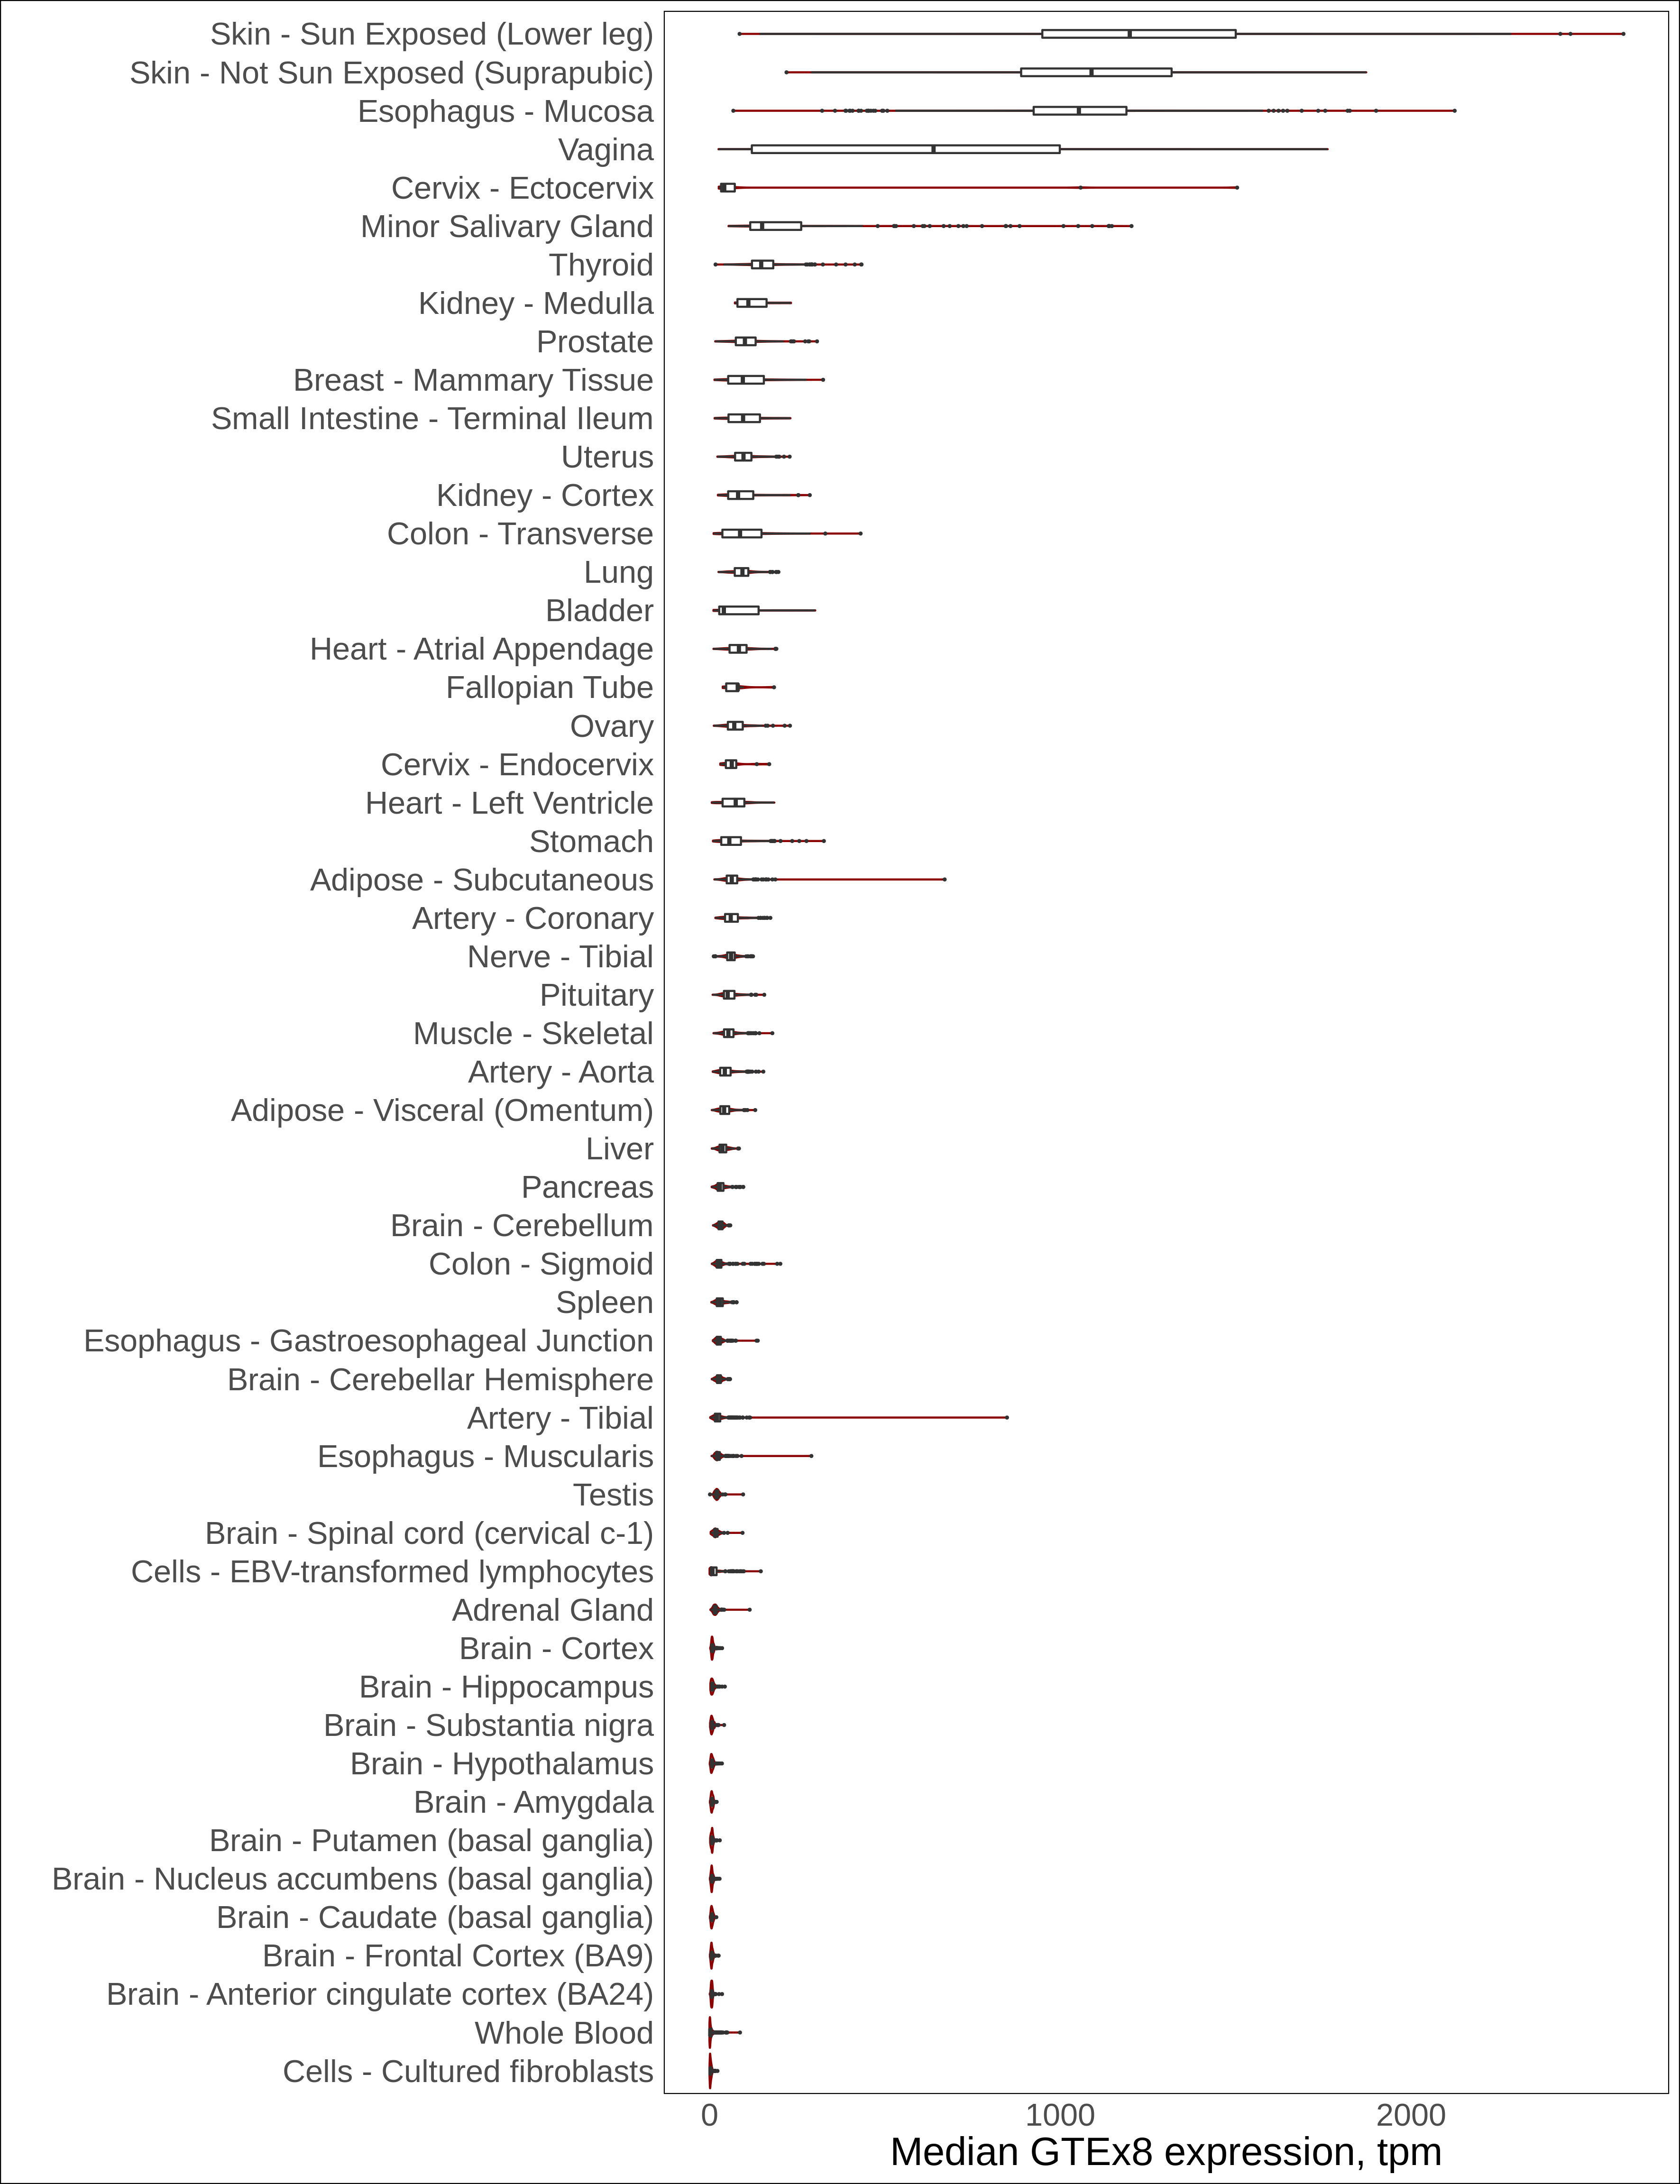 Skin - Sun Exposed (Lower leg)
Skin - Not Sun Exposed (Suprapubic)
Esophagus - Mucosa
Vagina
Cervix - Ectocervix
Minor Salivary Gland
Thyroid
Kidney - Medulla
Prostate
Breast - Mammary Tissue
Small Intestine - Terminal Ileum
Uterus
Kidney - Cortex
Colon - Transverse
Lung
Bladder
Heart - Atrial Appendage
Fallopian Tube
Ovary
Cervix - Endocervix
Heart - Left Ventricle
Stomach
Adipose - Subcutaneous
Artery - Coronary
Nerve - Tibial
Pituitary
Muscle - Skeletal
Artery - Aorta
Adipose - Visceral (Omentum)
Liver
Pancreas
Brain - Cerebellum
Colon - Sigmoid
Spleen
Esophagus - Gastroesophageal Junction
Brain - Cerebellar Hemisphere
Artery - Tibial
Esophagus - Muscularis
Testis
Brain - Spinal cord (cervical c-1)
Cells - EBV-transformed lymphocytes
Adrenal Gland
Brain - Cortex
Brain - Hippocampus
Brain - Substantia nigra
Brain - Hypothalamus
Brain - Amygdala
Brain - Putamen (basal ganglia)
Brain - Nucleus accumbens (basal ganglia)
Brain - Caudate (basal ganglia)
Brain - Frontal Cortex (BA9)
Brain - Anterior cingulate cortex (BA24)
Whole Blood
Cells - Cultured fibroblasts
0 1000 2000
Median GTEx8 expression, tpm